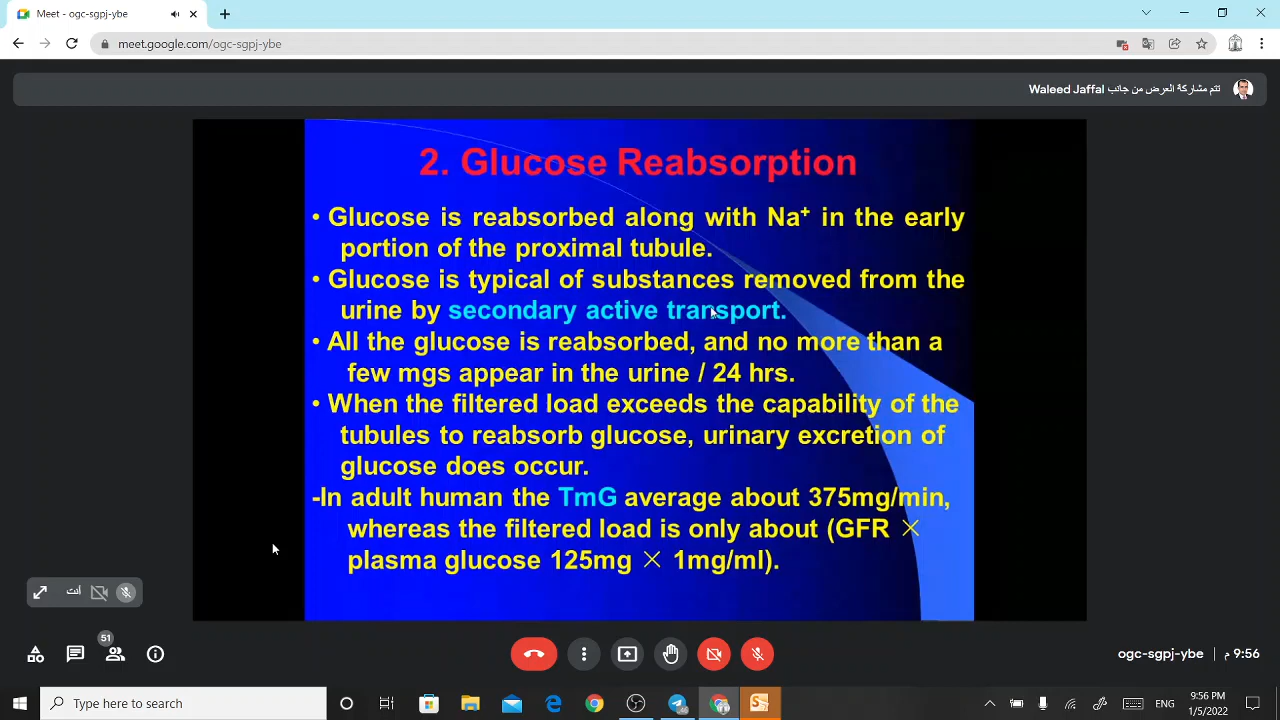 Meet - ogc-sgpj-ybe
meet.google.com/ogc-sgpj-ybe
تتم مشاركة العرض من جانب Waleed Jaffal
2. Glucose Reabsorption
• Glucose is reabsorbed along with Na+ in the early
portion of the proximal tubule.
• Glucose is typical of substances removed from the
urine by secondary active transport.
• All the glucose is reabsorbed, and no more than a
few mgs appear in the urine / 24 hrs.
• When the filtered load exceeds the capability of the
tubules to reabsorb glucose, urinary excretion of
glucose does occur.
-In adult human the TmG average about 375mg/min,
whereas the filtered load is only about (GFR ×
plasma glucose 125mg × 1mg/ml).
انت
51
ogc-sgpj-ybe
9:56 م
Type here to search
ENG
9:56 PM
1/5/2022